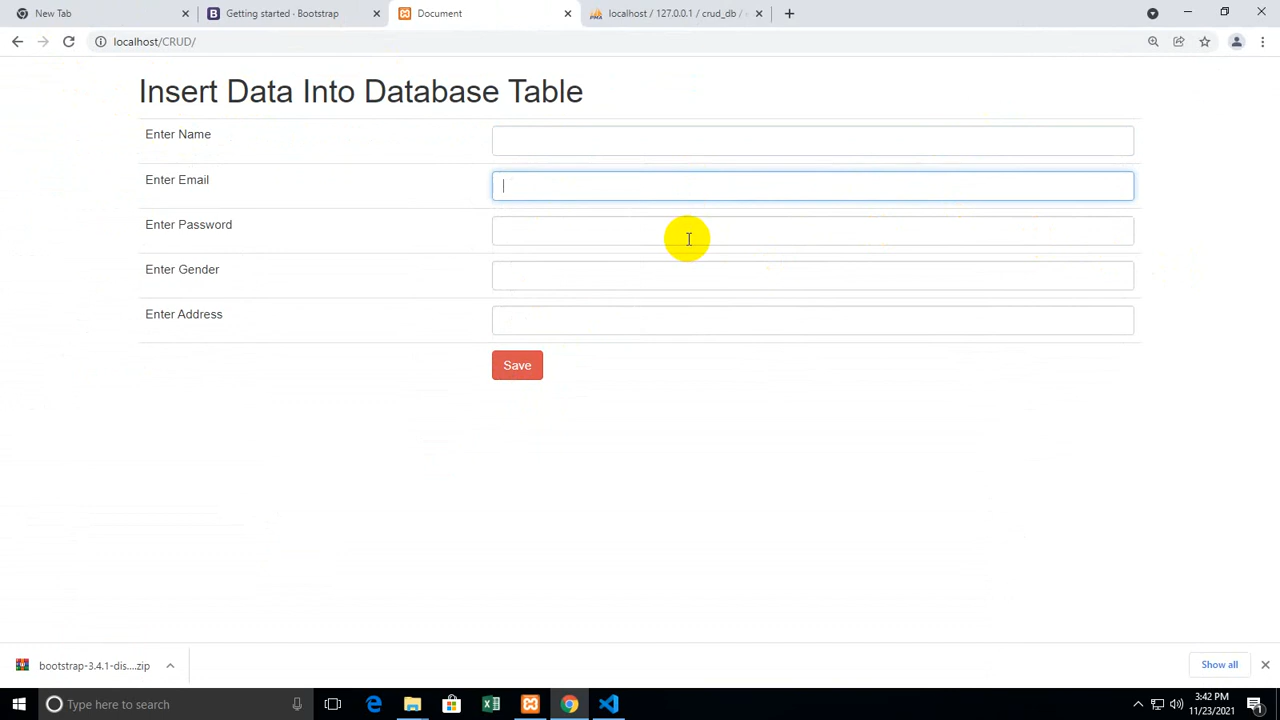 New Tab
Getting started · Bootstrap
Document
localhost / 127.0.0.1 / crud_db /
localhost/CRUD/
Insert Data Into Database Table
Enter Name
Enter Email
Enter Password
Enter Gender
Enter Address
Save
bootstrap-3.4.1-dis....zip
Show all
Type here to search
3:42 PM
11/23/2021